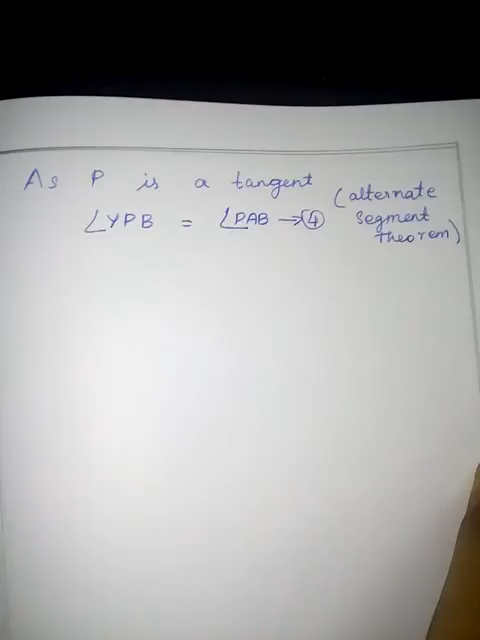 As P is a tangent
∠YPB = ∠PAB → ④
(alternate
segment
theorem)